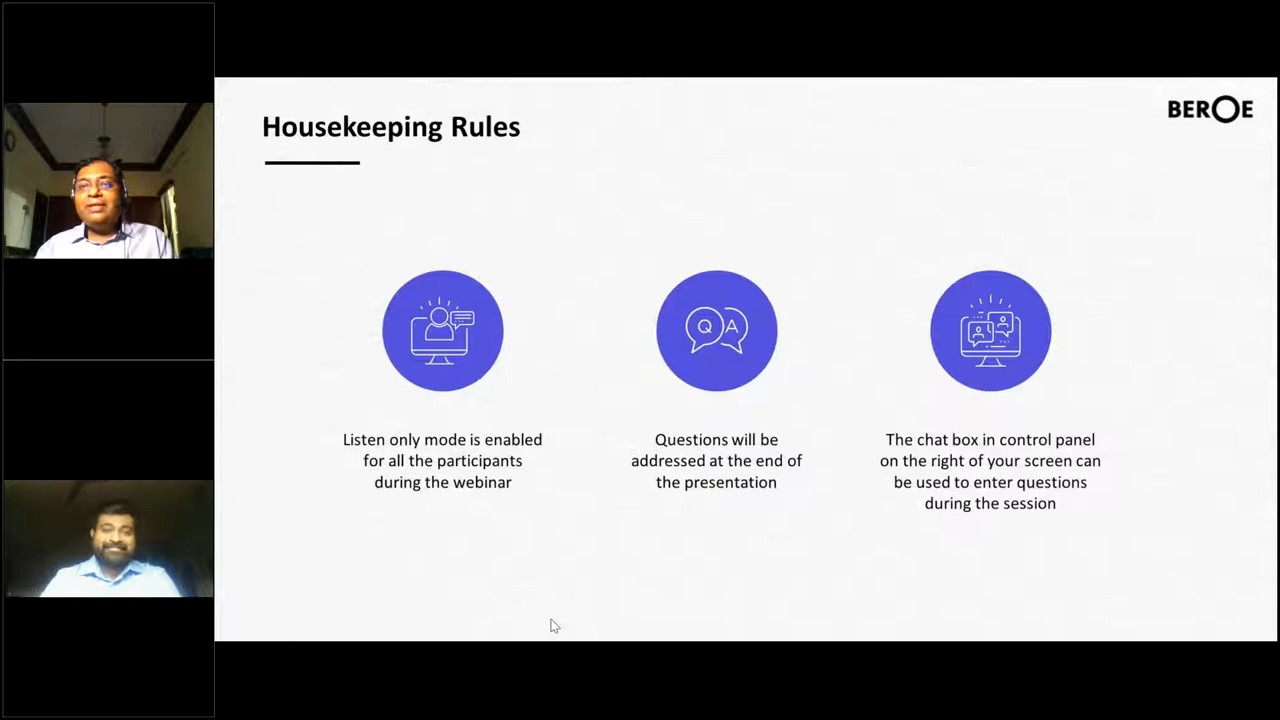 Housekeeping Rules
BEROE
Q A
Listen only mode is enabled
for all the participants
during the webinar
Questions will be
addressed at the end of
the presentation
The chat box in control panel
on the right of your screen can
be used to enter questions
during the session